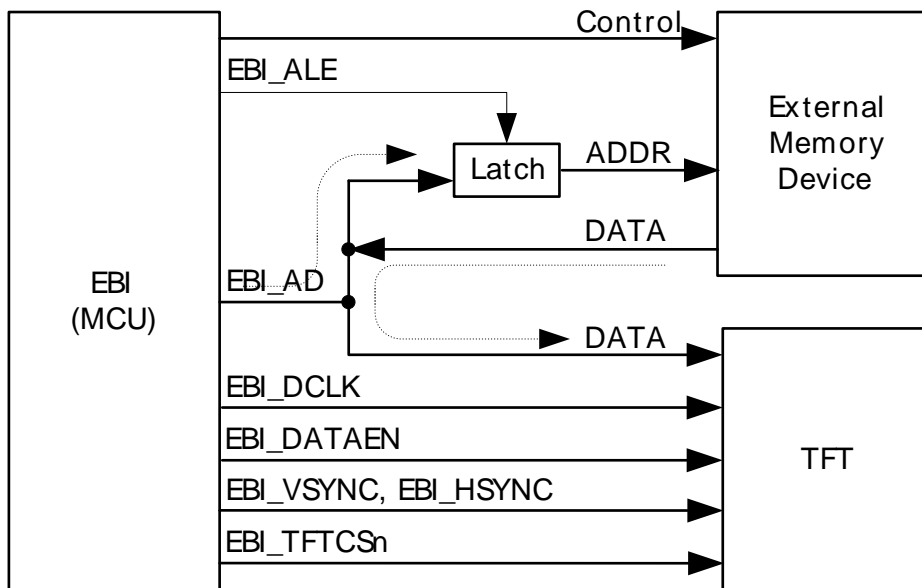 Control
EBI_ALE
External
Memory
Device
ADDR
Latch
DATA
EBI_AD
EBI
(MCU)
DATA
EBI_DCLK
EBI_DATAEN
TFT
EBI_VSYNC, EBI_HSYNC
EBI_TFTCSn